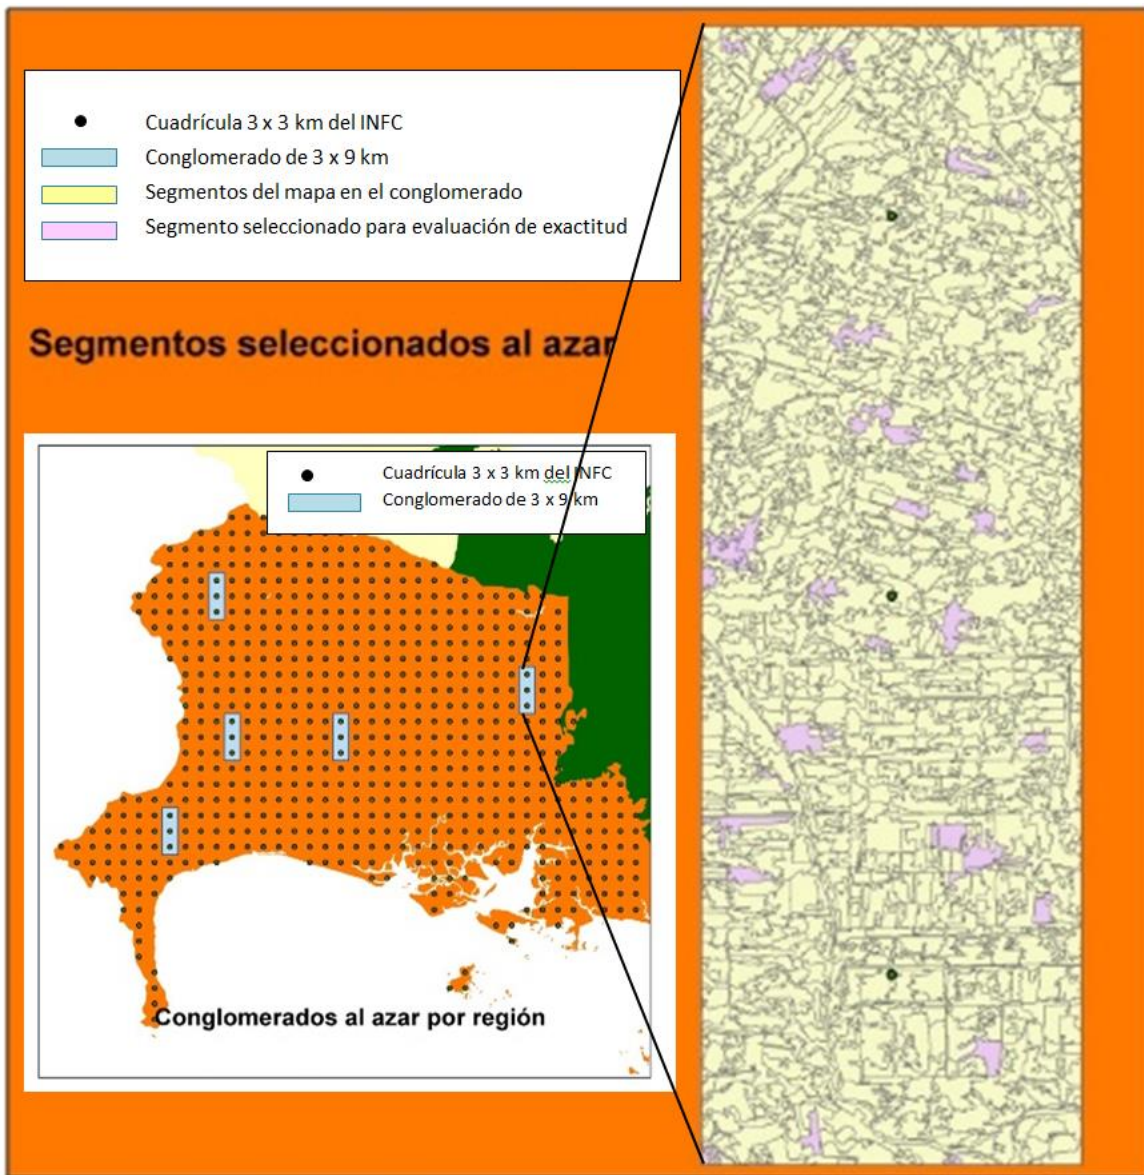 Cuadrícula 3 x 3 km del INFC
Conglomerado de 3 x 9 km
Segmentos del mapa en el conglomerado
Segmento seleccionado para evaluación de exactitud
Segmentos seleccionados al azar
Cuadrícula 3 x 3 km del INFC
Conglomerado de 3 x 9 km
Conglomerados al azar por región